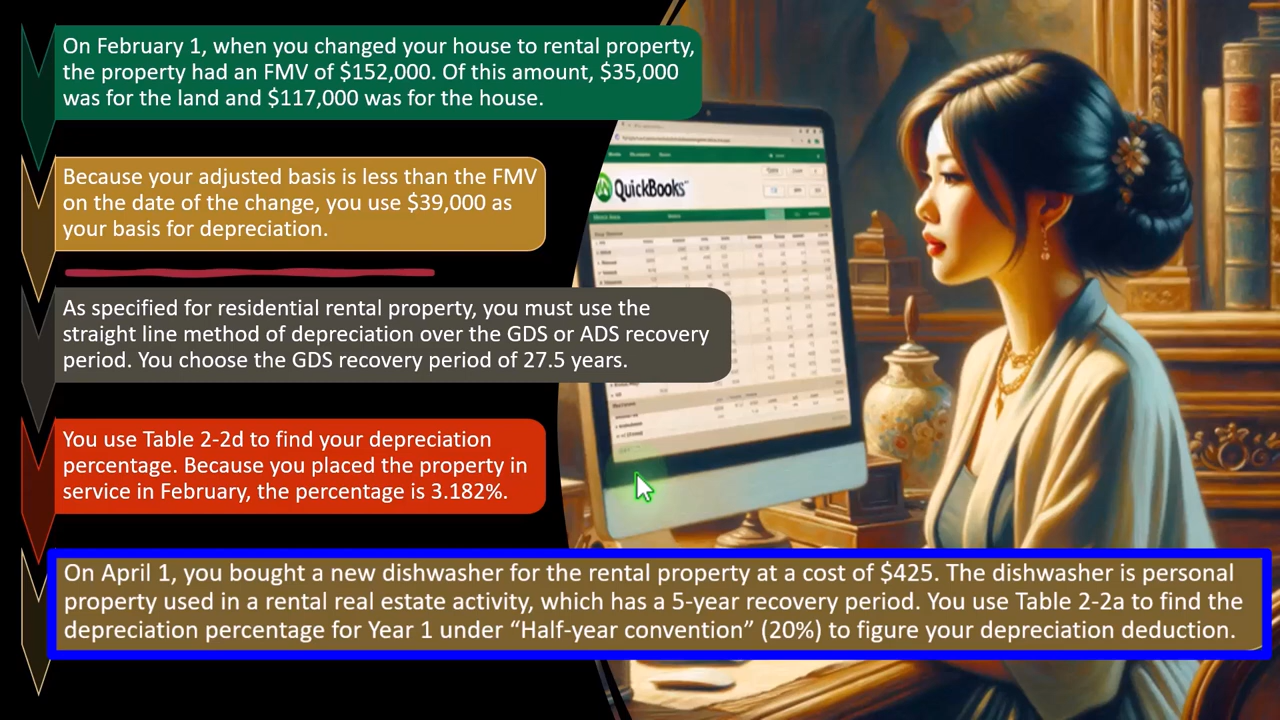 On February 1, when you changed your house to rental property,
the property had an FMV of $152,000. Of this amount, $35,000
was for the land and $117,000 was for the house.
Because your adjusted basis is less than the FMV
on the date of the change, you use $39,000 as
your basis for depreciation.
QuickBooks
As specified for residential rental property, you must use the
straight line method of depreciation over the GDS or ADS recovery
period. You choose the GDS recovery period of 27.5 years.
You use Table 2-2d to find your depreciation
percentage. Because you placed the property in
service in February, the percentage is 3.182%.
On April 1, you bought a new dishwasher for the rental property at a cost of $425. The dishwasher is personal
property used in a rental real estate activity, which has a 5-year recovery period. You use Table 2-2a to find the
depreciation percentage for Year 1 under “Half-year convention” (20%) to figure your depreciation deduction.